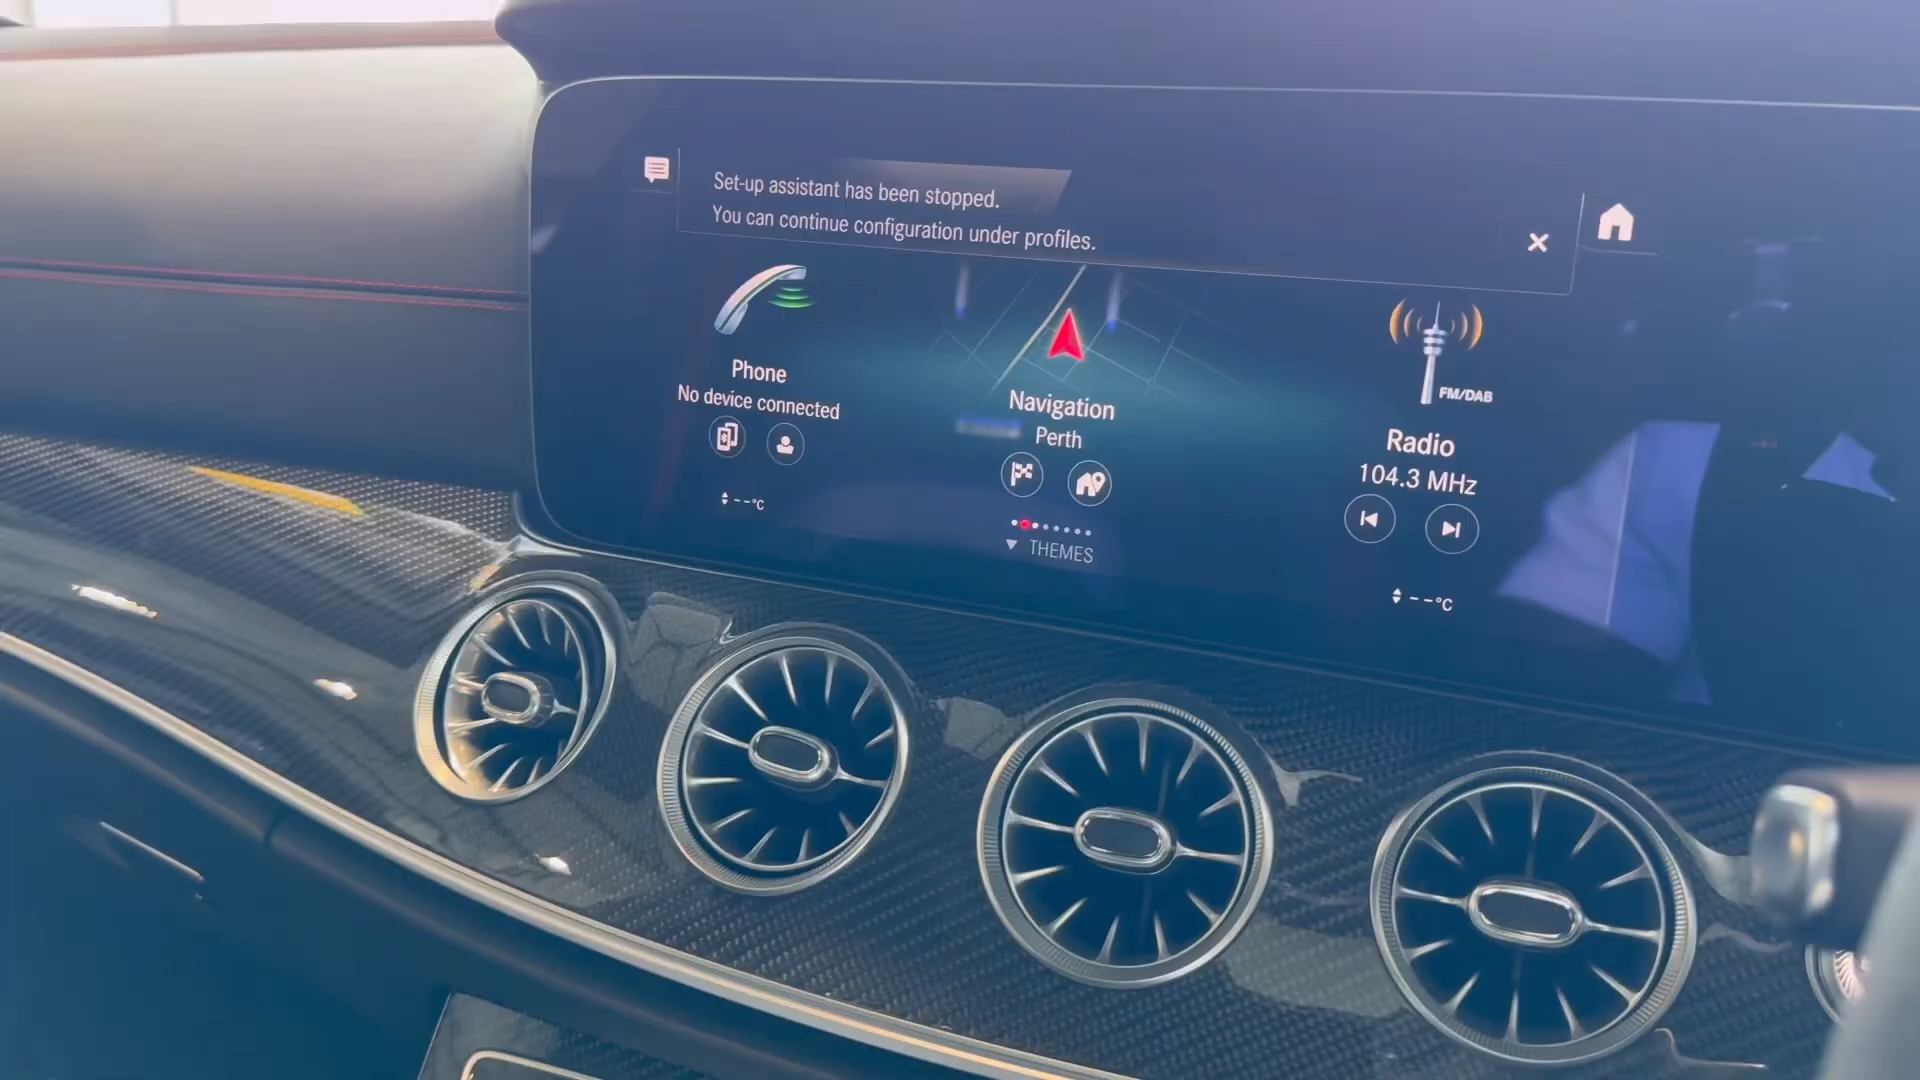 Set-up assistant has been stopped.
You can continue configuration under profiles.
Phone
No device connected
--°C
Navigation
Perth
THEMES
FM/DAB
Radio
104.3 MHz
--°C